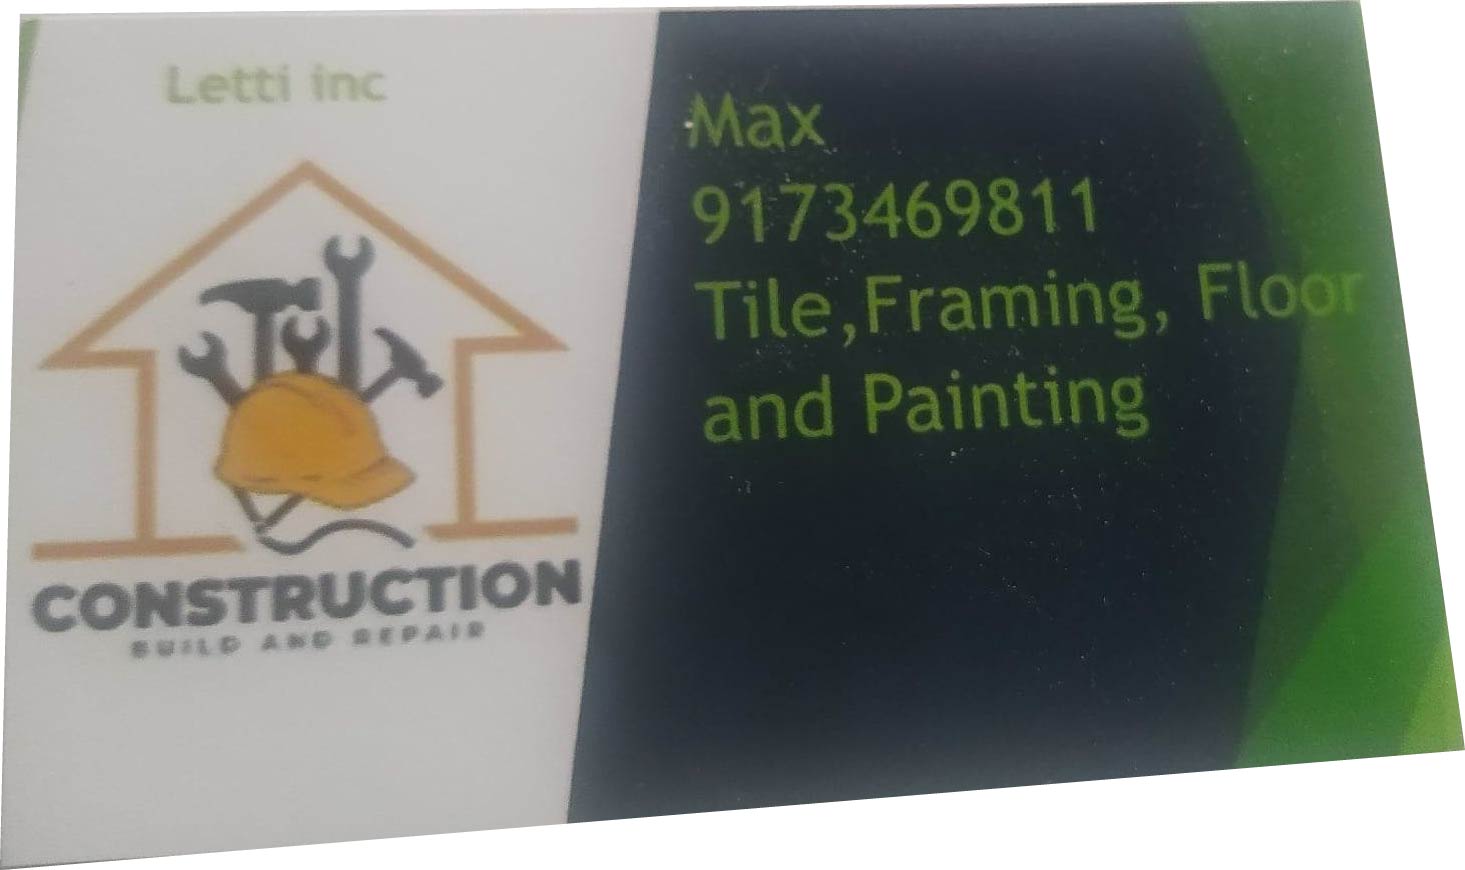 Letti inc
CONSTRUCTION
BUILD AND REPAIR
Max
9173469811
Tile,Framing, Floor
and Painting